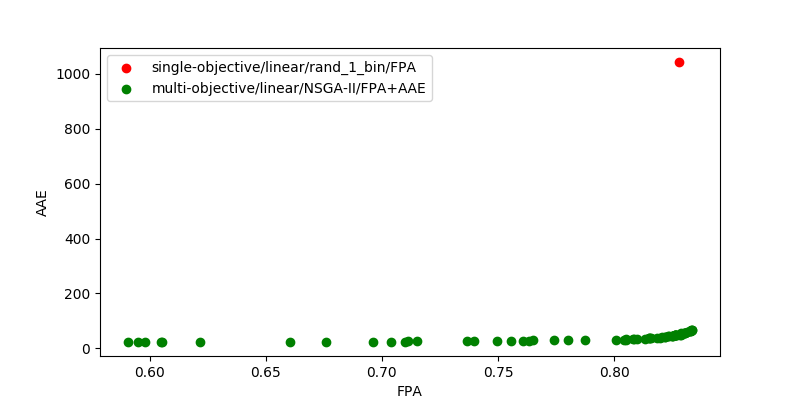 single-objective/linear/rand_1_bin/FPA
multi-objective/linear/NSGA-II/FPA+AAE
1000
800
600
400
200
0
AAE
0.60 0.65 0.70 0.75 0.80
FPA